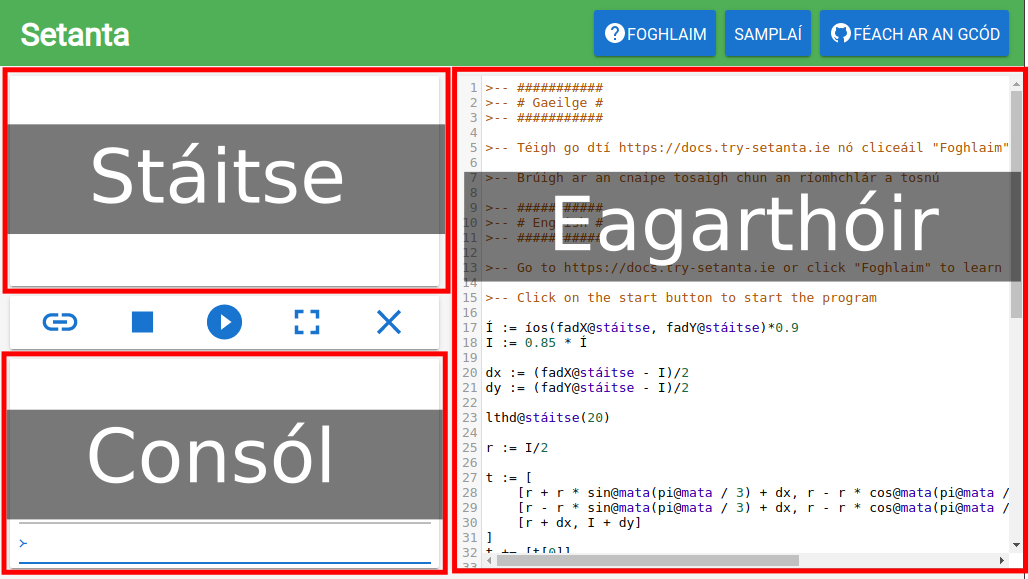 Setanta
FOGHLAIM
SAMPLAÍ
FÉACH AR AN GCÓD
Stáitse
Consól
>
Eagarthóir
1 >-- ###########
2 >-- # Gaeilge #
3 >-- ###########
4
5 >-- Téigh go dtí https://docs.try-setanta.ie nó cliceáil "Foghlaim"
6
7 >-- Brúigh ar an cnaipe tosaigh chun an ríomhchlár a tosnú
8
9 >-- ###########
10 >-- # English #
11 >-- ###########
12
13 >-- Go to https://docs.try-setanta.ie or click "Foghlaim" to learn
14
15 >-- Click on the start button to start the program
16
17 Í := íos(fadX@stáitse, fadY@stáitse)*0.9
18 I := 0.85 * Í
19
20 dx := (fadX@stáitse - I)/2
21 dy := (fadY@stáitse - I)/2
22
23 lthd@stáitse(20)
24
25 r := I/2
26
27 t := [
28 [r + r * sin@mata(pi@mata / 3) + dx, r - r * cos@mata(pi@mata /
29 [r - r * sin@mata(pi@mata / 3) + dx, r - r * cos@mata(pi@mata /
30 [r + dx, I + dy]
31 ]
32 t += [t[0]]
33